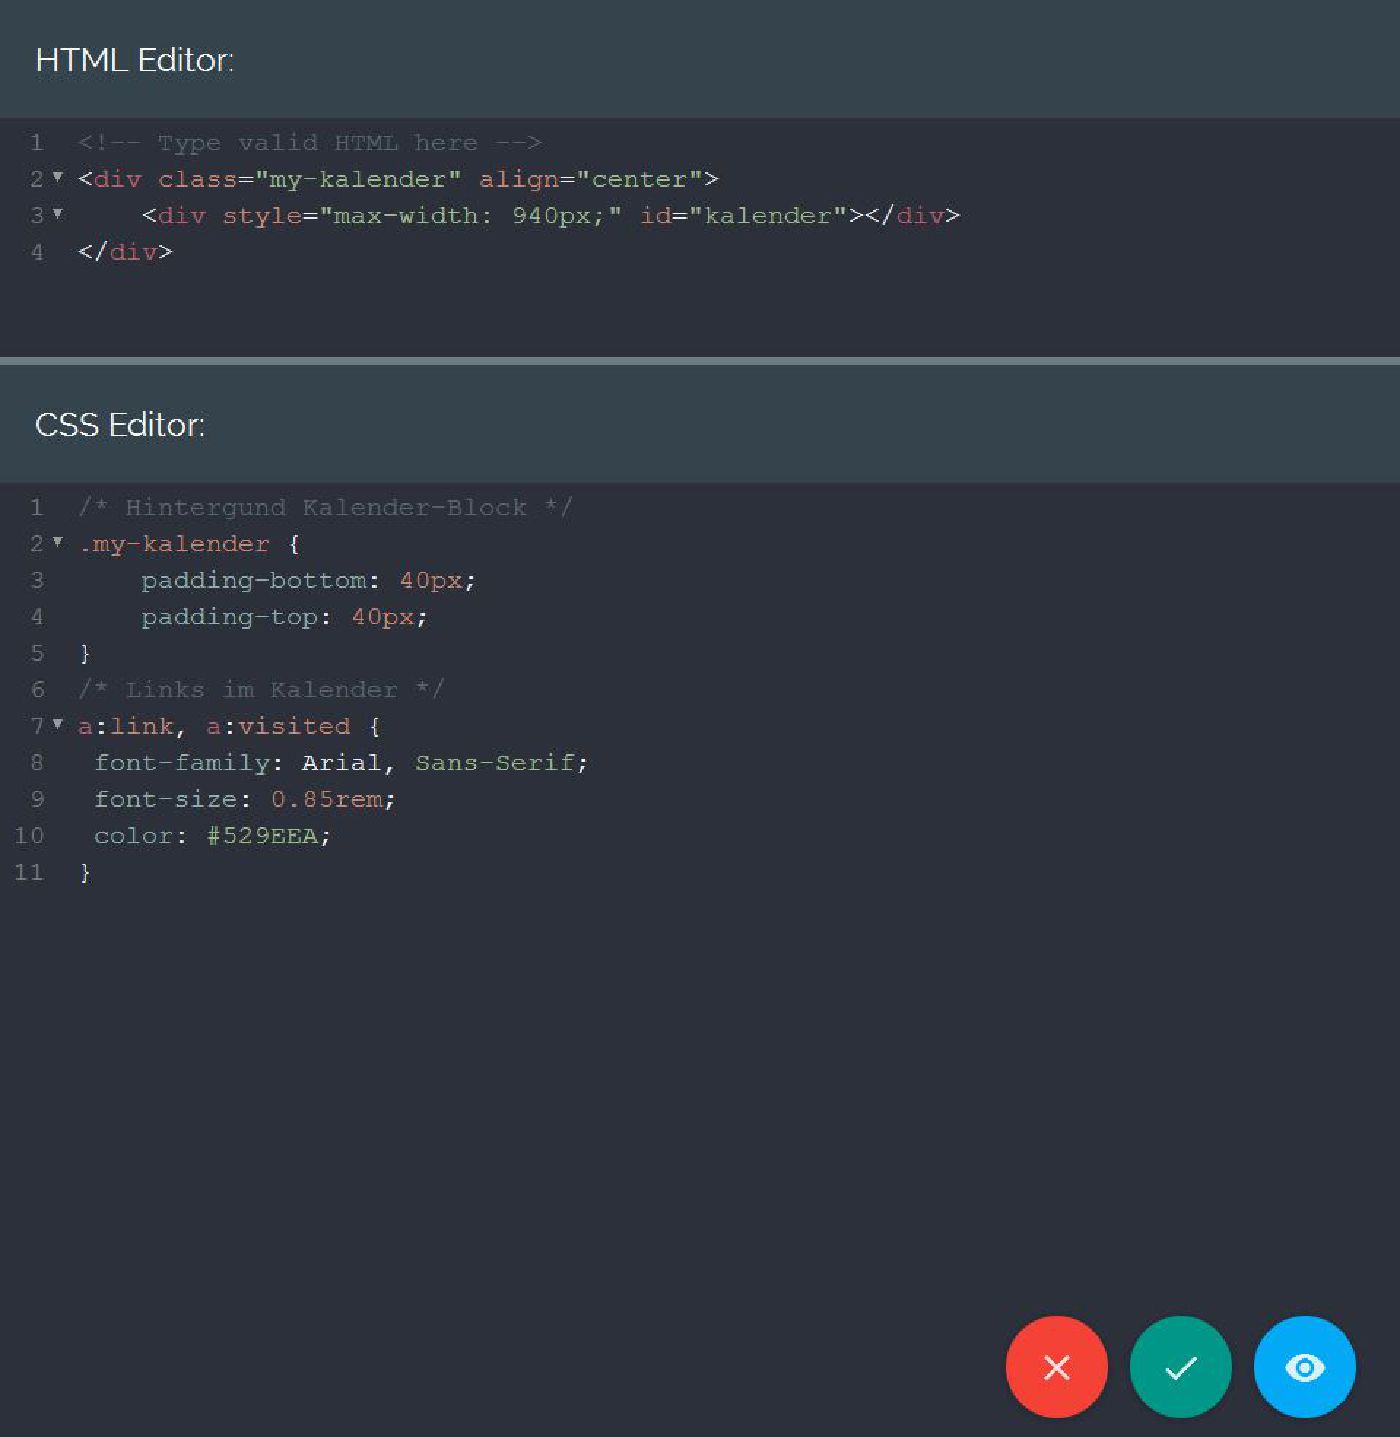 HTML Editor:
1 <!-- Type valid HTML here -->
2 <div class="my-kalender" align="center">
3     <div style="max-width: 940px;" id="kalender"></div>
4 </div>
CSS Editor:
1 /* Hintergund Kalender-Block */
2 .my-kalender {
3     padding-bottom: 40px;
4     padding-top: 40px;
5 }
6 /* Links im Kalender */
7 a:link, a:visited {
8  font-family: Arial, Sans-Serif;
9  font-size: 0.85rem;
10  color: #529EEA;
11 }